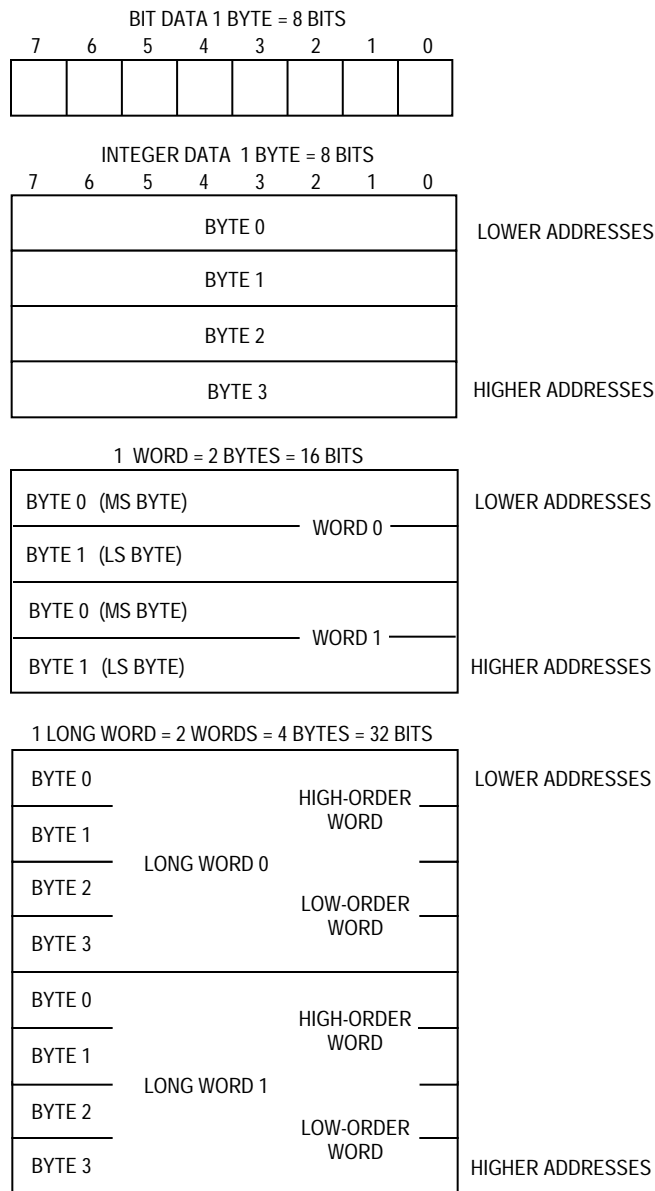 BIT DATA 1 BYTE = 8 BITS
7 6 5 4 3 2 1 0
INTEGER DATA 1 BYTE = 8 BITS
7 6 5 4 3 2 1 0
BYTE 0 LOWER ADDRESSES
BYTE 1
BYTE 2
BYTE 3 HIGHER ADDRESSES
1 WORD = 2 BYTES = 16 BITS
BYTE 0 (MS BYTE) LOWER ADDRESSES
WORD 0
BYTE 1 (LS BYTE)
BYTE 0 (MS BYTE)
WORD 1
BYTE 1 (LS BYTE) HIGHER ADDRESSES
1 LONG WORD = 2 WORDS = 4 BYTES = 32 BITS
BYTE 0 LOWER ADDRESSES
HIGH-ORDER
WORD
BYTE 1
LONG WORD 0
BYTE 2
LOW-ORDER
WORD
BYTE 3
BYTE 0
HIGH-ORDER
WORD
BYTE 1
LONG WORD 1
BYTE 2
LOW-ORDER
WORD
BYTE 3 HIGHER ADDRESSES